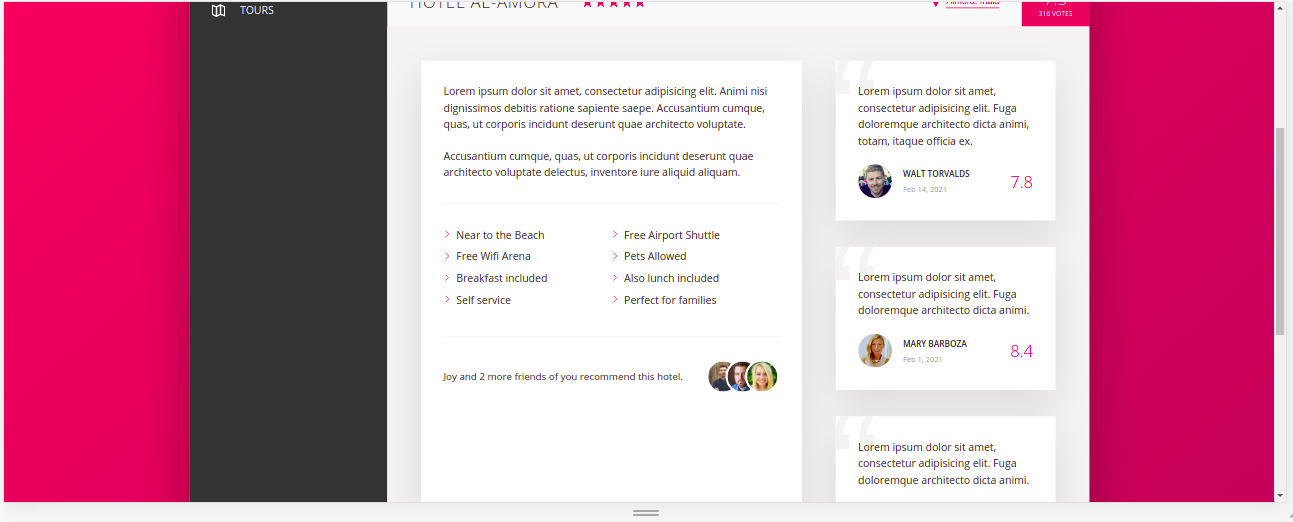 TOURS
HOTEL AL-AMORA
Almora, India
7.5
316 VOTES
Lorem ipsum dolor sit amet, consectetur adipisicing elit. Animi nisi
dignissimos debitis ratione sapiente saepe. Accusantium cumque,
quas, ut corporis incidunt deserunt quae architecto voluptate.
Accusantium cumque, quas, ut corporis incidunt deserunt quae
architecto voluptate delectus, inventore iure aliquid aliquam.
Near to the Beach
Free Wifi Arena
Breakfast included
Self service
Free Airport Shuttle
Pets Allowed
Also lunch included
Perfect for families
Joy and 2 more friends of you recommend this hotel.
Lorem ipsum dolor sit amet,
consectetur adipisicing elit. Fuga
doloremque architecto dicta animi,
totam, itaque officia ex.
WALT TORVALDS
Feb 14, 2021
7.8
Lorem ipsum dolor sit amet,
consectetur adipisicing elit. Fuga
doloremque architecto dicta animi.
MARY BARBOZA
Feb 1, 2021
8.4
Lorem ipsum dolor sit amet,
consectetur adipisicing elit. Fuga
doloremque architecto dicta animi.